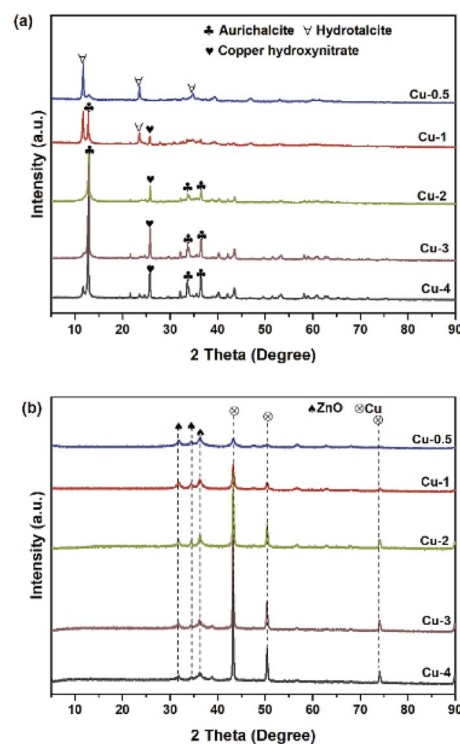 (a)
♣ Aurichalcite ∀ Hydrotalcite
♥ Copper hydroxynitrate
Cu-0.5
Cu-1
Cu-2
Cu-3
Cu-4
Intensity (a.u.)
10 20 30 40 50 60 70 80 90
2 Theta (Degree)
(b)
♠ZnO ⊗Cu
Cu-0.5
Cu-1
Cu-2
Cu-3
Cu-4
Intensity (a.u.)
10 20 30 40 50 60 70 80 90
2 Theta (Degree)